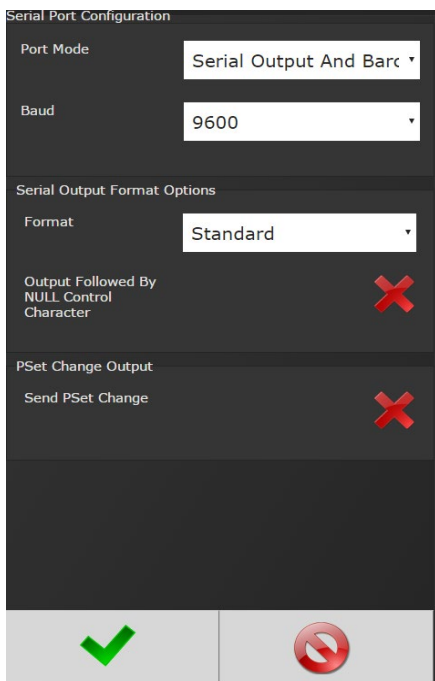 Serial Port Configuration
Port Mode
Serial Output And Barc
Baud
9600
Serial Output Format Options
Format
Standard
Output Followed By
NULL Control
Character
PSet Change Output
Send PSet Change